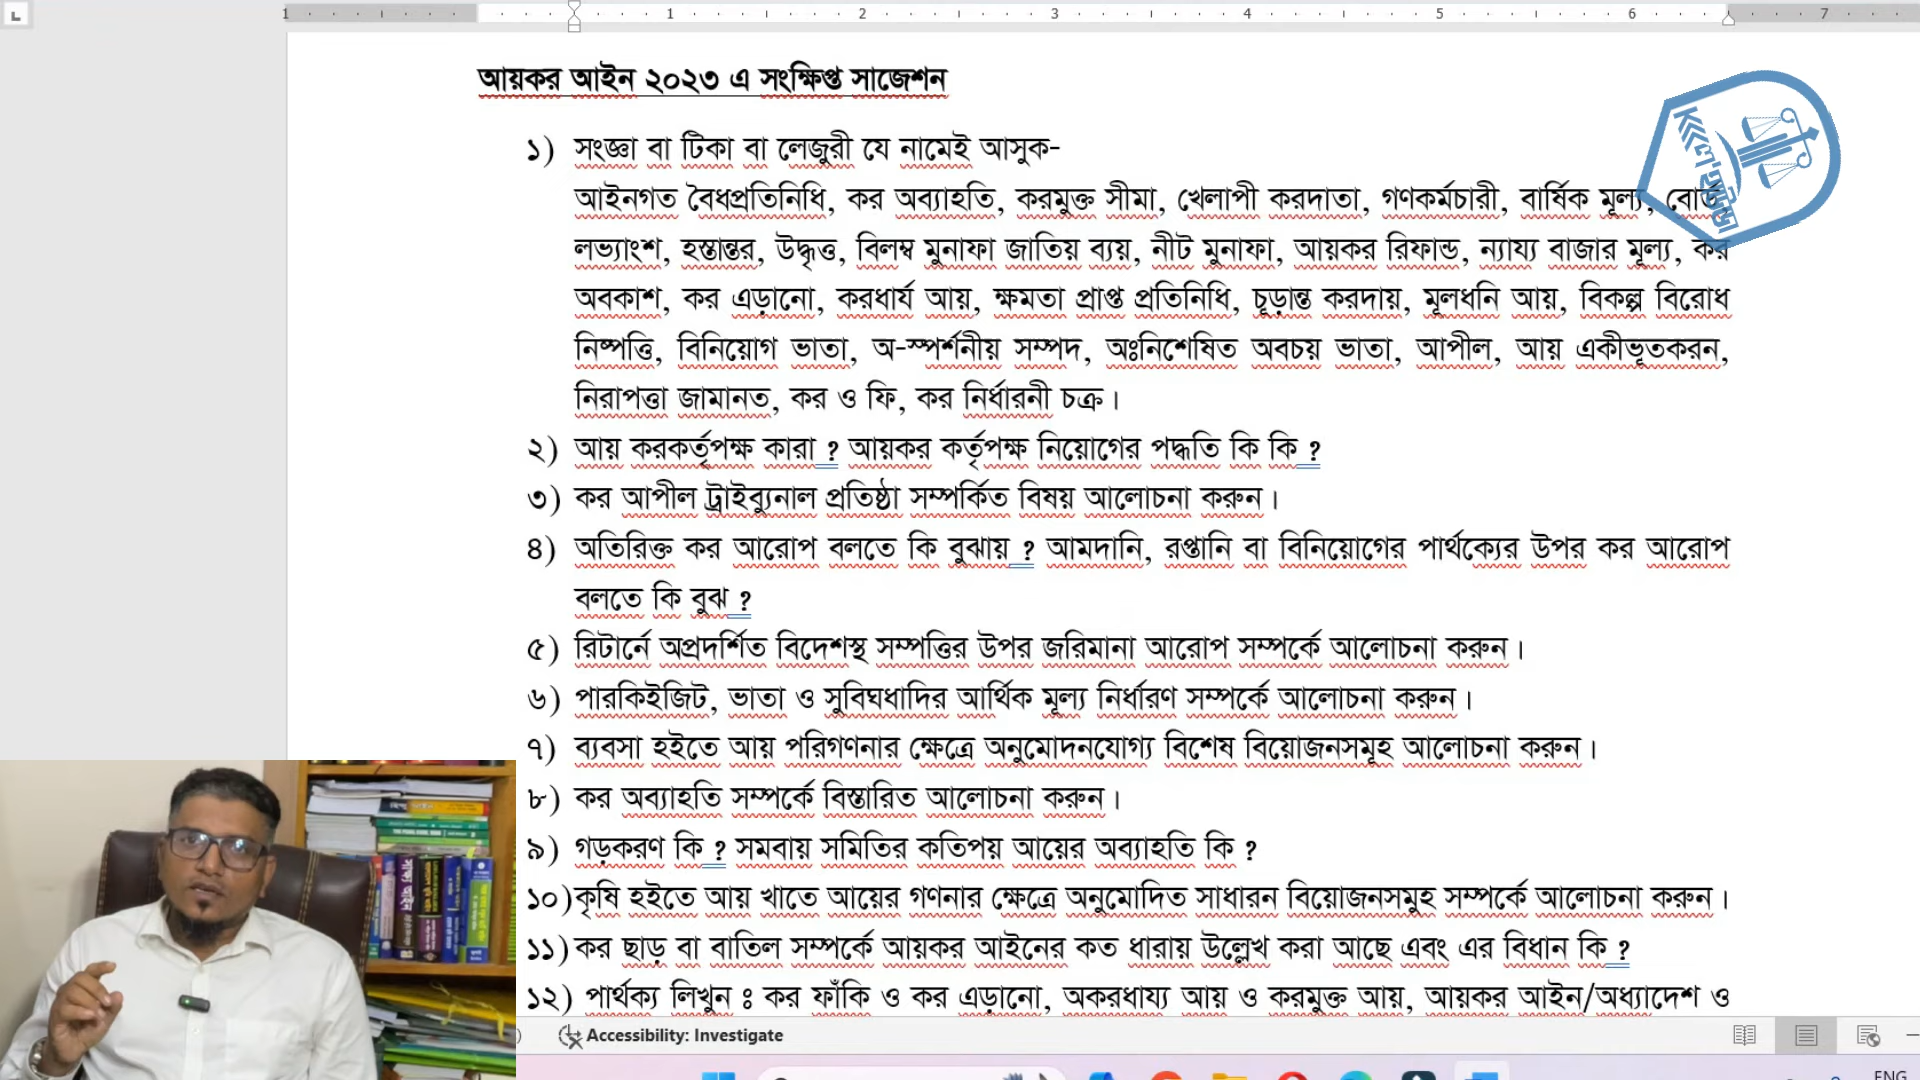 আয়কর আইন ২০২৩ এ সংক্ষিপ্ত সাজেশন
১) সংজ্ঞা বা টিকা বা লেজুরী যে নামেই আসুক-
আইনগত বৈধপ্রতিনিধি, কর অব্যাহতি, করমুক্ত সীমা, খেলাপী করদাতা, গণকর্মচারী, বার্ষিক মূল্য,
লভ্যাংশ, হস্তান্তর, উদ্ধৃত্ত, বিলম্ব মুনাফা জাতিয় ব্যয়, নীট মুনাফা, আয়কর রিফান্ড, ন্যায্য বাজার মূল্য, কর
অবকাশ, কর এড়ানো, করধার্য আয়, ক্ষমতা প্রাপ্ত প্রতিনিধি, চূড়ান্ত করদায়, মূলধনি আয়, বিকল্প বিরোধ
নিষ্পত্তি, বিনিয়োগ ভাতা, অ-স্পর্শনীয় সম্পদ, অঃনিশেষিত অবচয় ভাতা, আপীল, আয় একীভূতকরন,
নিরাপত্তা জামানত, কর ও ফি, কর নির্ধারনী চক্র।
২) আয় করকর্তৃপক্ষ কারা ? আয়কর কর্তৃপক্ষ নিয়োগের পদ্ধতি কি কি ?
৩) কর আপীল ট্রাইব্যুনাল প্রতিষ্ঠা সম্পর্কিত বিষয় আলোচনা করুন।
৪) অতিরিক্ত কর আরোপ বলতে কি বুঝায় ? আমদানি, রপ্তানি বা বিনিয়োগের পার্থক্যের উপর কর আরোপ
বলতে কি বুঝ ?
৫) রিটার্নে অপ্রদর্শিত বিদেশস্থ সম্পত্তির উপর জরিমানা আরোপ সম্পর্কে আলোচনা করুন।
৬) পারকিইজিট, ভাতা ও সুবিঘধাদির আর্থিক মূল্য নির্ধারণ সম্পর্কে আলোচনা করুন।
৭) ব্যবসা হইতে আয় পরিগণনার ক্ষেত্রে অনুমোদনযোগ্য বিশেষ বিয়োজনসমূহ আলোচনা করুন।
৮) কর অব্যাহতি সম্পর্কে বিস্তারিত আলোচনা করুন।
৯) গড়করণ কি ? সমবায় সমিতির কতিপয় আয়ের অব্যাহতি কি ?
১০) কৃষি হইতে আয় খাতে আয়ের গণনার ক্ষেত্রে অনুমোদিত সাধারন বিয়োজনসমুহ সম্পর্কে আলোচনা করুন।
১১) কর ছাড় বা বাতিল সম্পর্কে আয়কর আইনের কত ধারায় উল্লেখ করা আছে এবং এর বিধান কি ?
১২) পার্থক্য লিখুন ঃ কর ফাঁকি ও কর এড়ানো, অকরধায্য আয় ও করমুক্ত আয়, আয়কর আইন/অধ্যাদেশ ও
Accessibility: Investigate
ENG